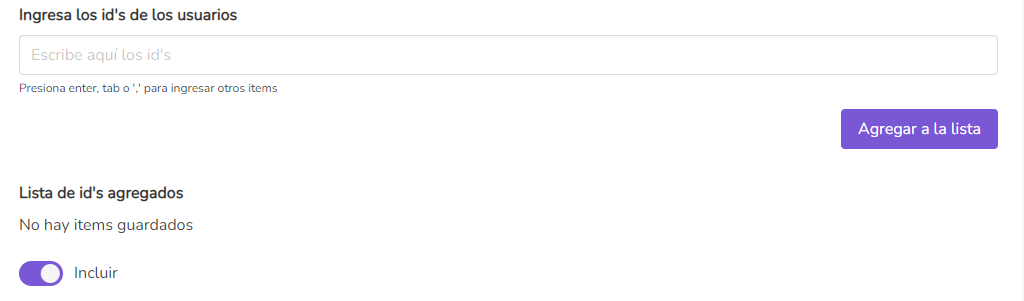 Ingresa los id's de los usuarios
Escribe aquí los id's
Presiona enter, tab o ',' para ingresar otros items
Agregar a la lista
Lista de id's agregados
No hay items guardados
Incluir